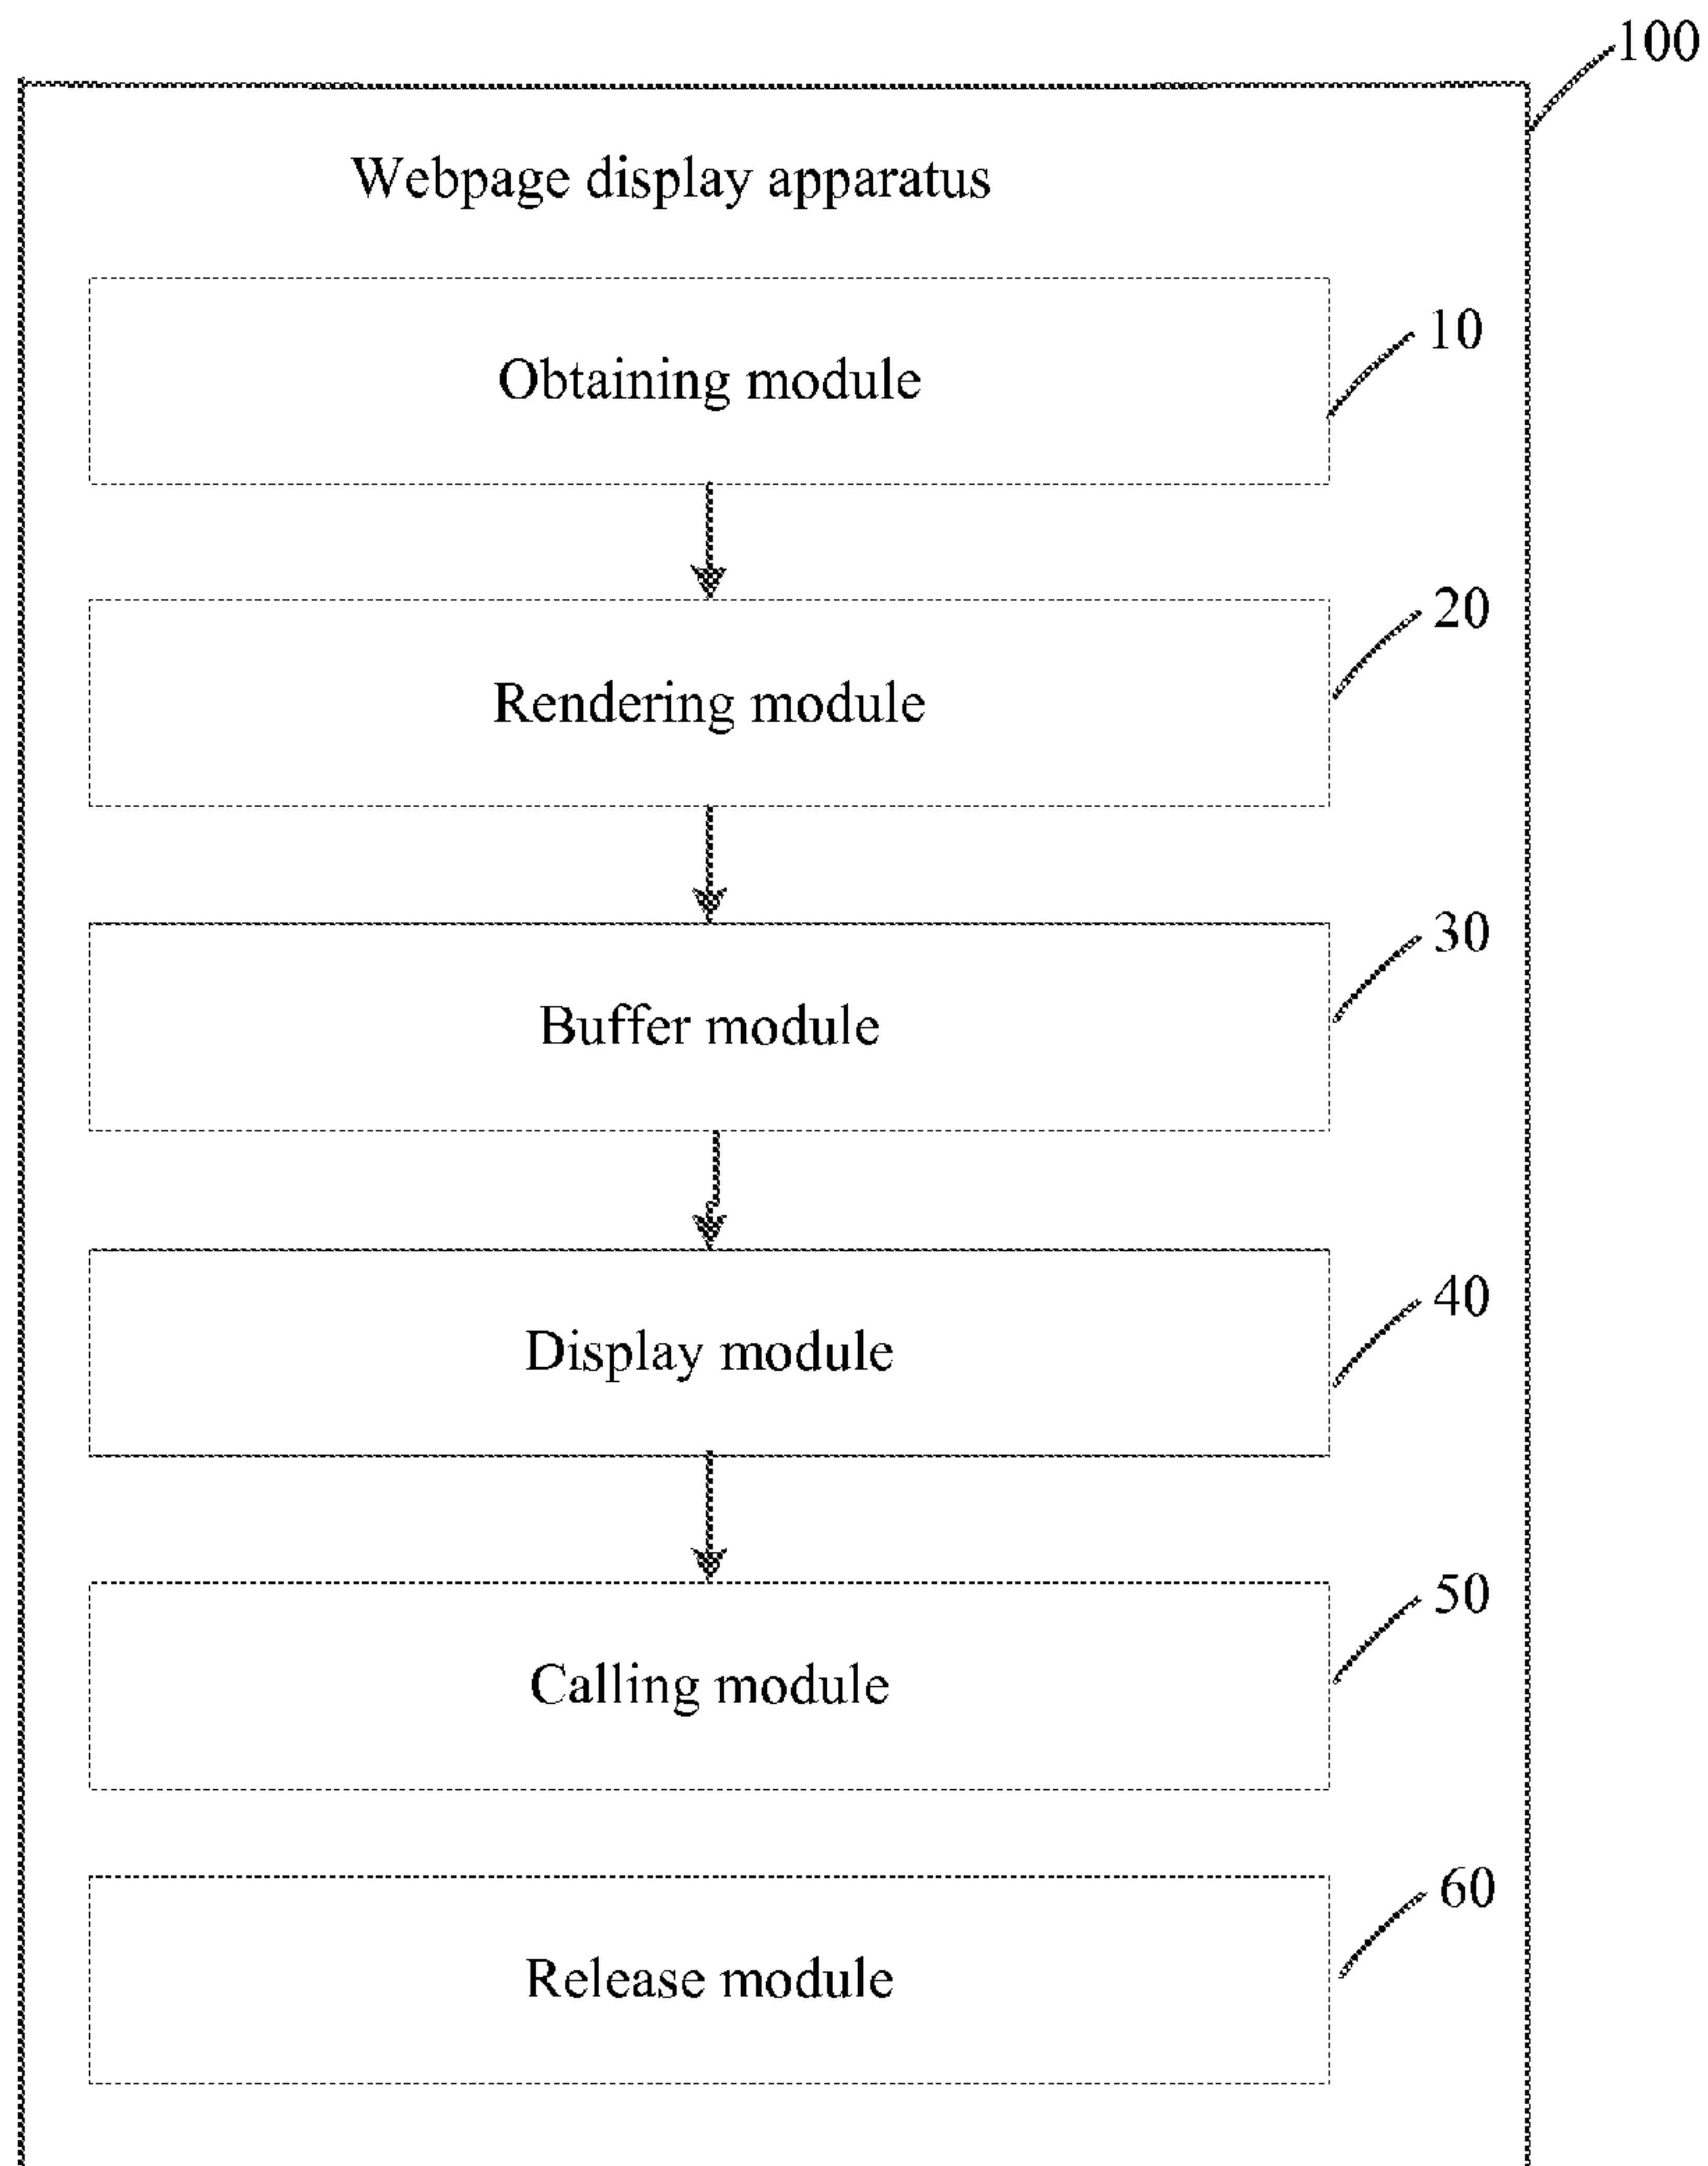 100
Webpage display apparatus
10
Obtaining module
20
Rendering module
30
Buffer module
40
Display module
50
Calling module
60
Release module